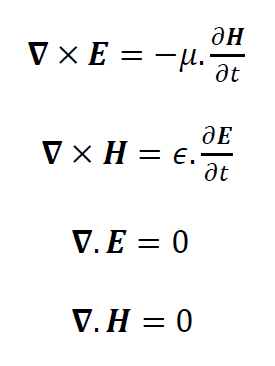 ∇ × E = −μ. ∂H/∂t
∇ × H = ϵ. ∂E/∂t
∇. E = 0
∇. H = 0